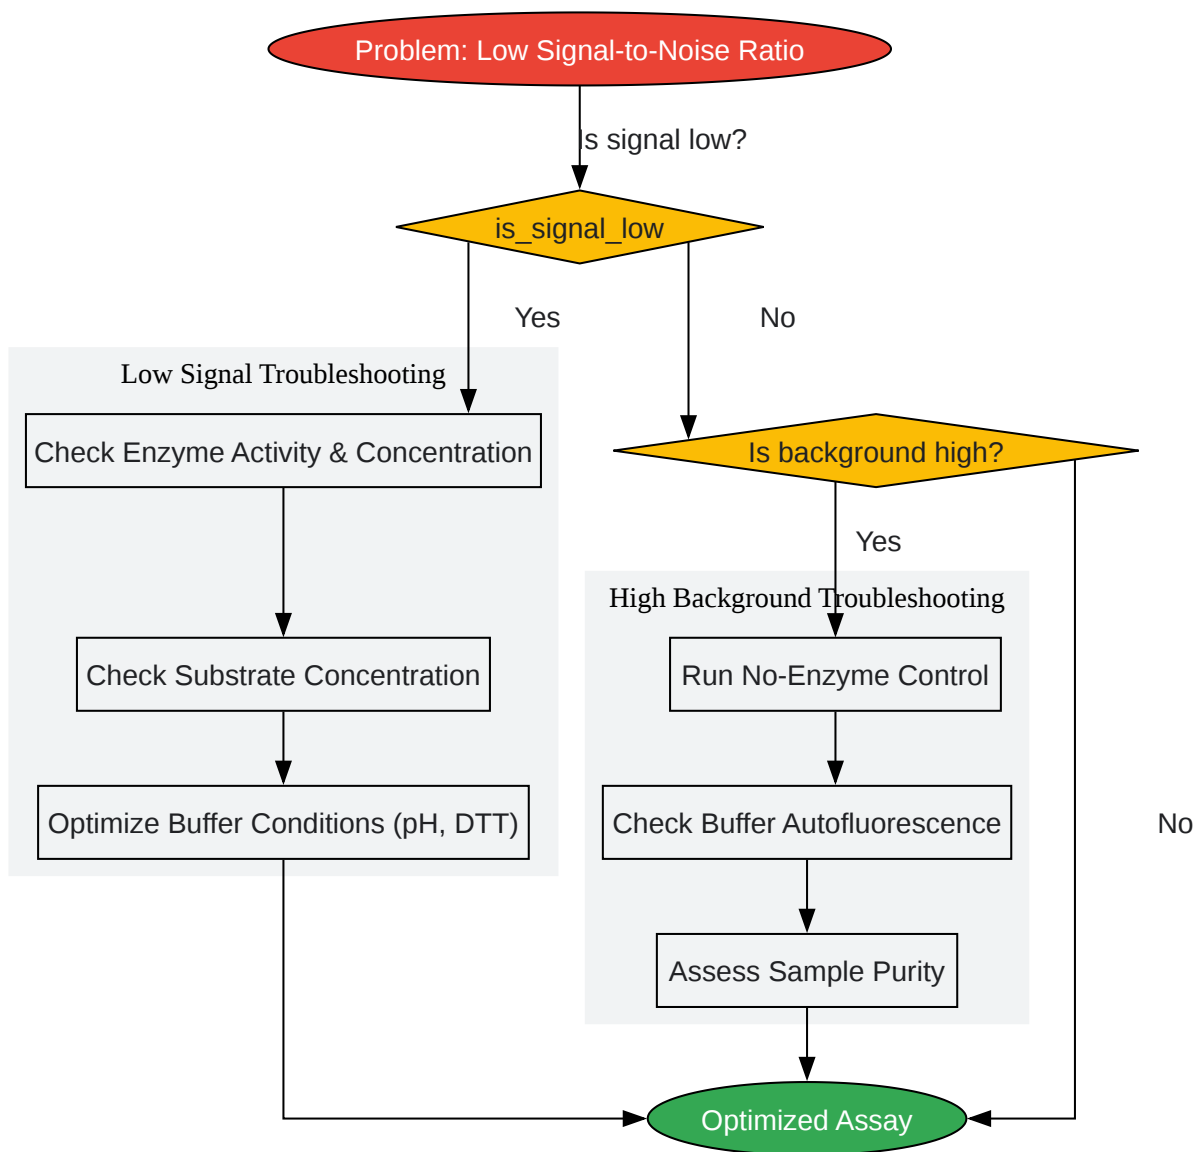 Problem: Low Signal-to-Noise Ratio
Is signal low?
is_signal_low
Yes
No
Low Signal Troubleshooting
Check Enzyme Activity & Concentration
Is background high?
Yes
High Background Troubleshooting
Check Substrate Concentration
Run No-Enzyme Control
Optimize Buffer Conditions (pH, DTT)
Check Buffer Autofluorescence
No
Assess Sample Purity
Optimized Assay